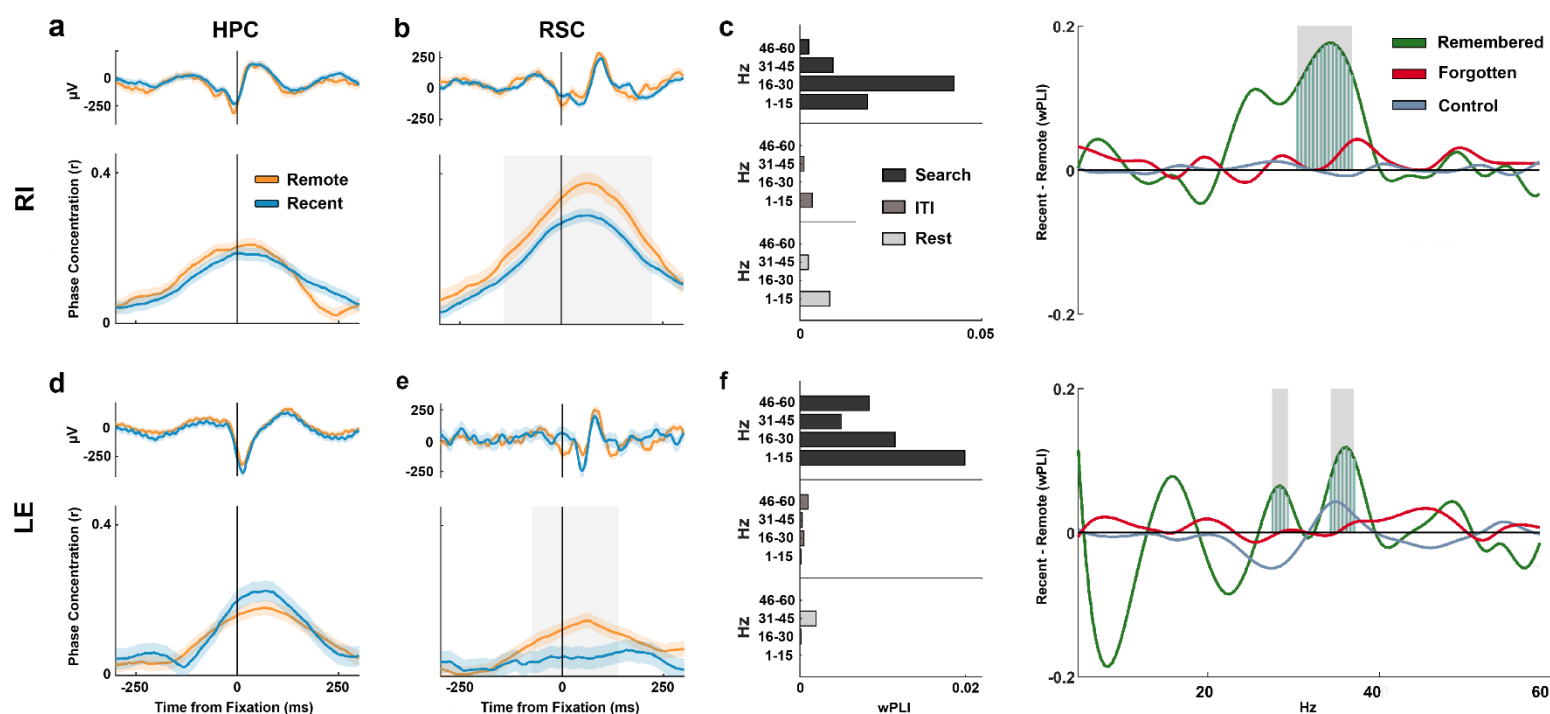 a
HPC
b
RSC
c
RI
µV
0
-250
250
0
-250
Phase Concentration (r)
0.4
0
Remote
Recent
-250
0
250
Hz
46-60
31-45
16-30
1-15
Hz
46-60
31-45
16-30
1-15
Hz
46-60
31-45
16-30
1-15
0
0.05
Search
ITI
Rest
Recent - Remote (wPLI)
0.2
0
-0.2
Remembered
Forgotten
Control
d
e
f
LE
µV
0
-250
250
0
-250
Phase Concentration (r)
0.4
0
-250
0
250
Time from Fixation (ms)
-250
0
250
Time from Fixation (ms)
Hz
46-60
31-45
16-30
1-15
Hz
46-60
31-45
16-30
1-15
Hz
46-60
31-45
16-30
1-15
0
0.02
wPLI
Recent - Remote (wPLI)
0.2
0
-0.2
20
40
60
Hz